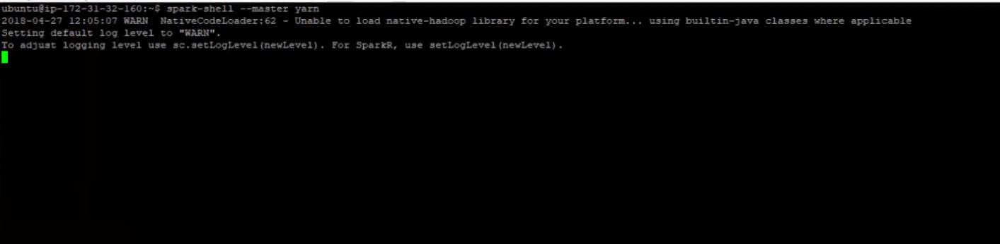 ubuntu@ip-172-31-32-160:~$ spark-shell --master yarn
2018-04-27 12:05:07 WARN  NativeCodeLoader:62 - Unable to load native-hadoop library for your platform... using builtin-java classes where applicable
Setting default log level to "WARN".
To adjust logging level use sc.setLogLevel(newLevel). For SparkR, use setLogLevel(newLevel).